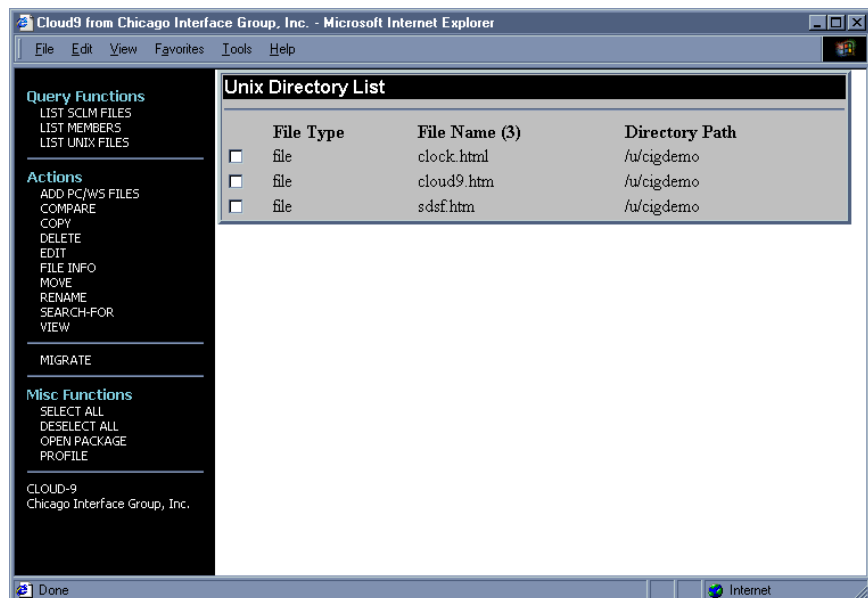 Cloud9 from Chicago Interface Group, Inc. - Microsoft Internet Explorer
File Edit View Favorites Tools Help
Query Functions
LIST SCLM FILES
LIST MEMBERS
LIST UNIX FILES
Actions
ADD PC/WS FILES
COMPARE
COPY
DELETE
EDIT
FILE INFO
MOVE
RENAME
SEARCH-FOR
VIEW
MIGRATE
Misc Functions
SELECT ALL
DESELECT ALL
OPEN PACKAGE
PROFILE
CLOUD-9
Chicago Interface Group, Inc.
Unix Directory List
File Type File Name (3) Directory Path
file clock.html /u/cigdemo
file cloud9.htm /u/cigdemo
file sdsf.htm /u/cigdemo
Done Internet